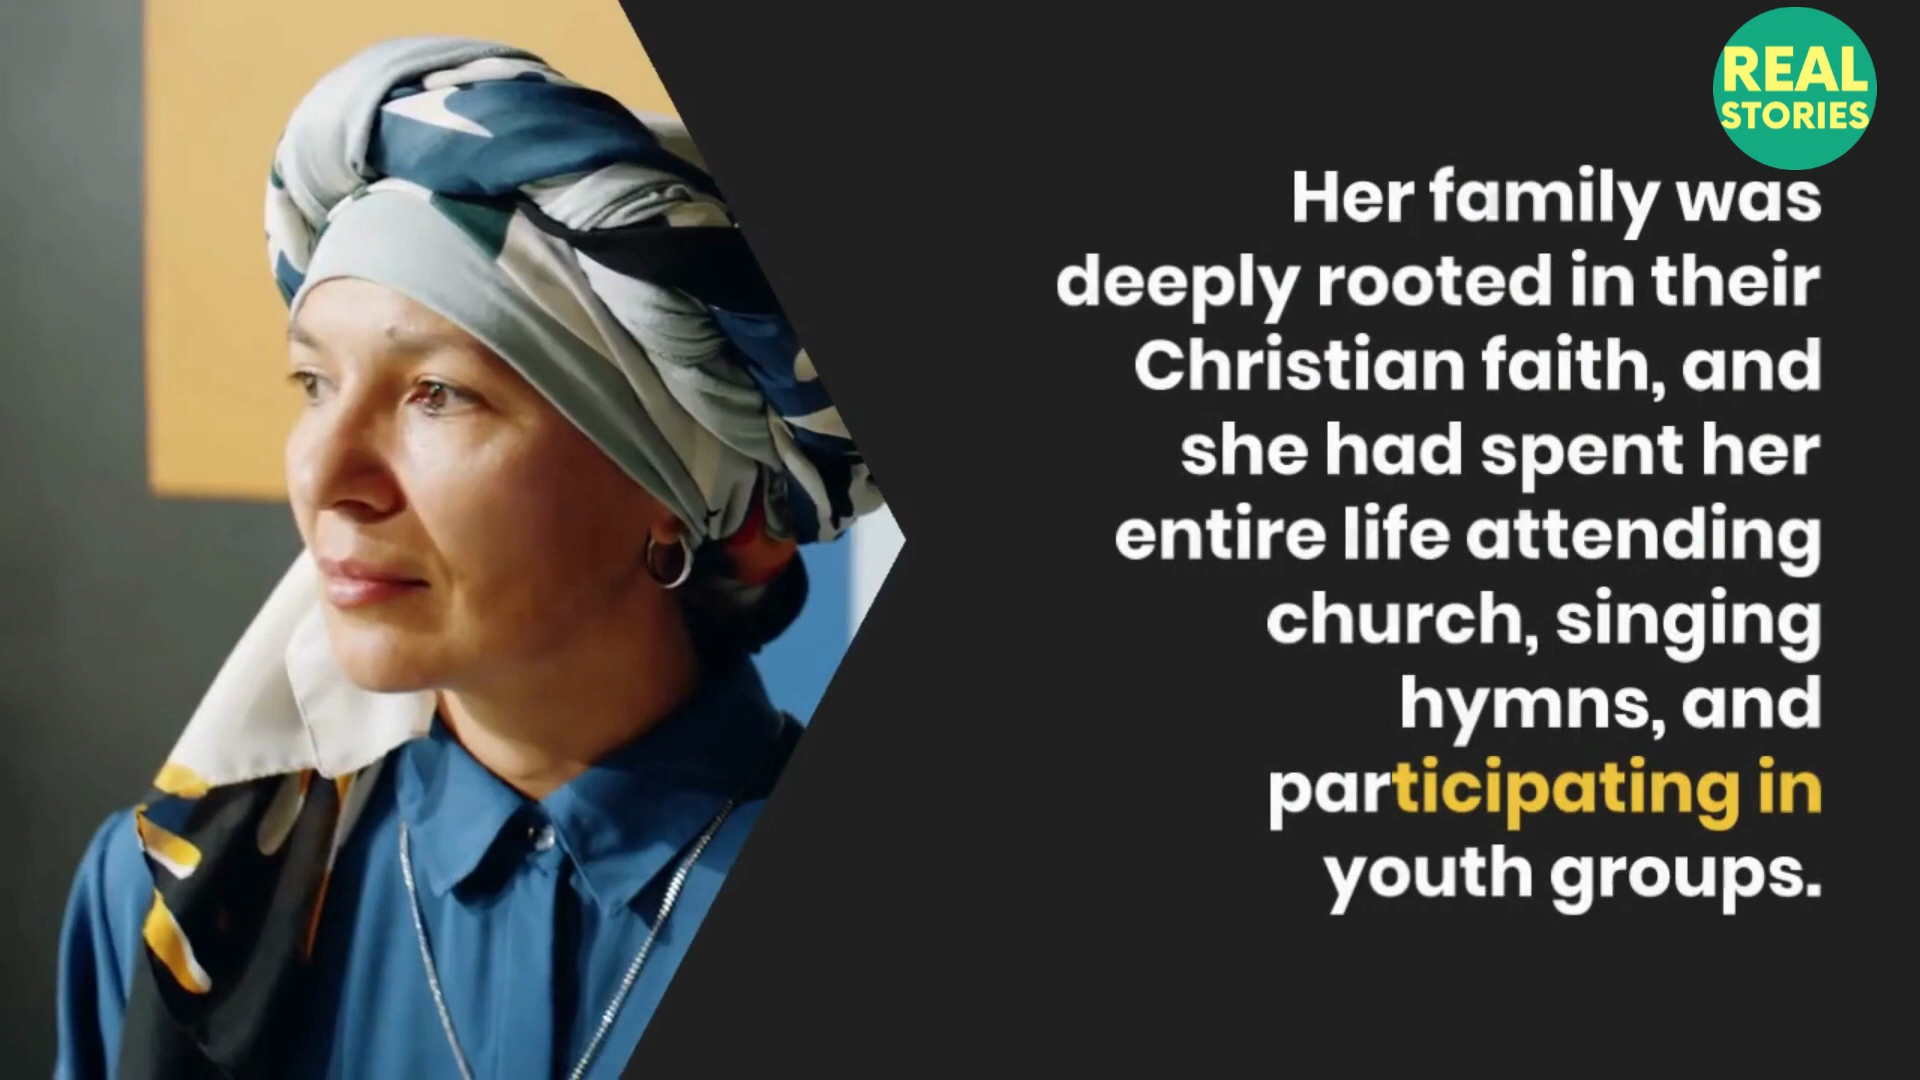 REAL
STORIES
Her family was
deeply rooted in their
Christian faith, and
she had spent her
entire life attending
church, singing
hymns, and
participating in
youth groups.